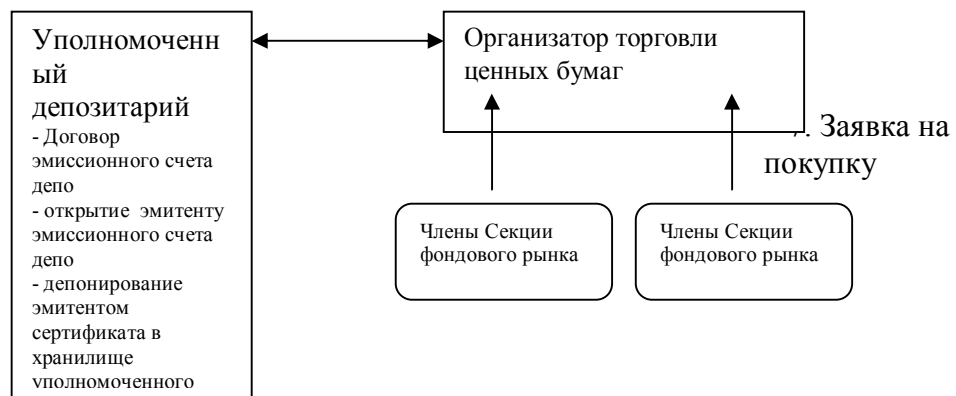 Уполномоченн
ый
депозитарий
- Договор
эмиссионного счета
депо
- открытие эмитенту
эмиссионного счета
депо
- депонирование
эмитентом
сертификата в
хранилище
уполномоченного
Организатор торговли
ценных бумаг
. Заявка на
покупку
Члены Секции
фондового рынка
Члены Секции
фондового рынка